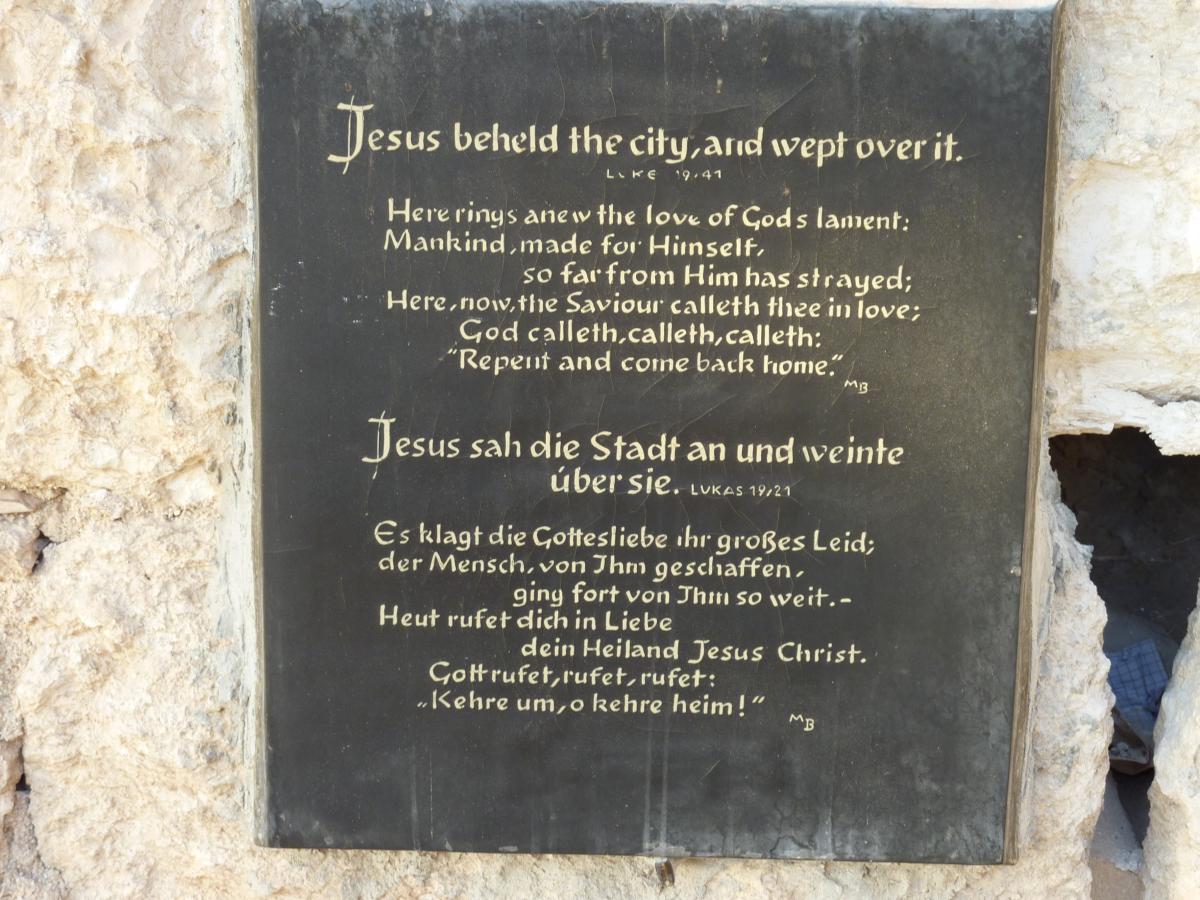 Jesus beheld the city, and wept over it.
LUKE 19,41
Here rings anew the love of Gods lament:
Mankind, made for Himself,
so far from Him has strayed;
Here, now, the Saviour calleth thee in love;
God calleth, calleth, calleth:
"Repent and come back home."
MB
Jesus sah die Stadt an und weinte
über sie. LUKAS 19,21
Es klagt die Gottesliebe ihr großes Leid;
der Mensch, von Ihm geschaffen,
ging fort von Ihm so weit.-
Heut rufet dich in Liebe
dein Heiland Jesus Christ.
Gott rufet, rufet, rufet:
„Kehre um, o kehre heim!"
MB